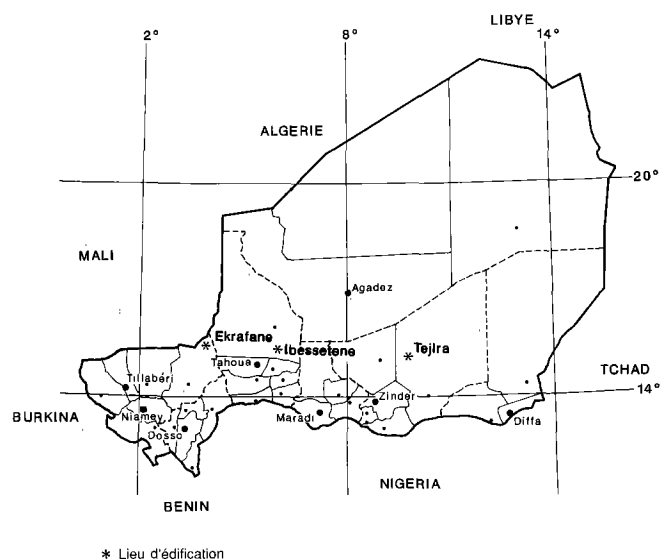 LIBYE
2° 8° 14°
ALGERIE
20°
MALI
Agadez
Ekrafane
Ibessetene
Tejira
Tahoua
TCHAD
Tillabér
14°
Zinder
BURKINA
Niamey
Maradi
Diffa
Dosso
NIGERIA
BENIN
* Lieu d'édification